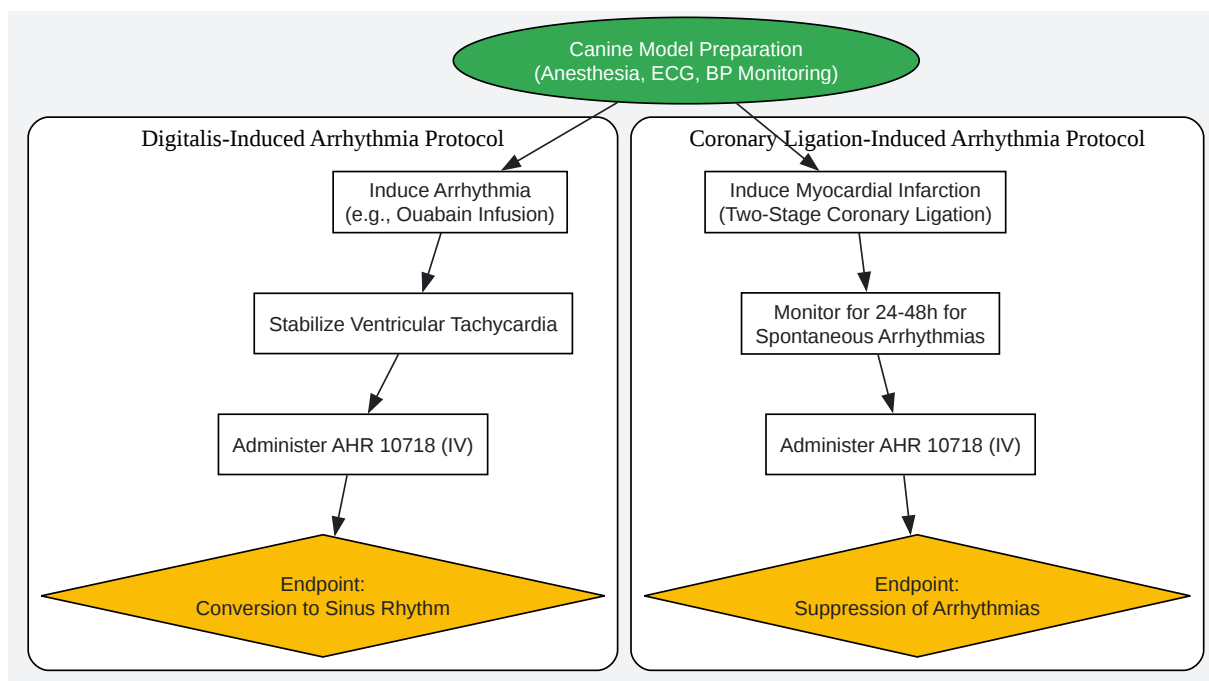 Canine Model Preparation
(Anesthesia, ECG, BP Monitoring)
Digitalis-Induced Arrhythmia Protocol
Induce Arrhythmia
(e.g., Ouabain Infusion)
Stabilize Ventricular Tachycardia
Administer AHR 10718 (IV)
Endpoint:
Conversion to Sinus Rhythm
Coronary Ligation-Induced Arrhythmia Protocol
Induce Myocardial Infarction
(Two-Stage Coronary Ligation)
Monitor for 24-48h for
Spontaneous Arrhythmias
Administer AHR 10718 (IV)
Endpoint:
Suppression of Arrhythmias